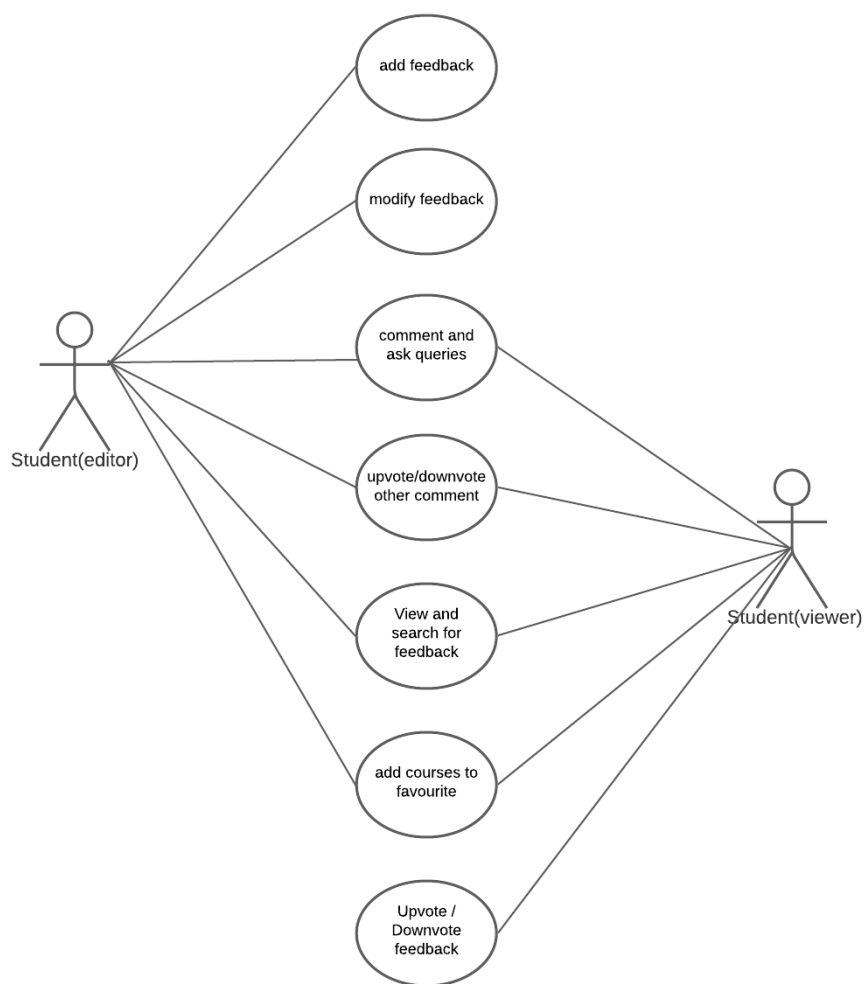 add feedback
modify feedback
comment and
ask queries
Student(editor)
upvote/downvote
other comment
View and
search for
feedback
Student(viewer)
add courses to
favourite
Upvote /
Downvote
feedback